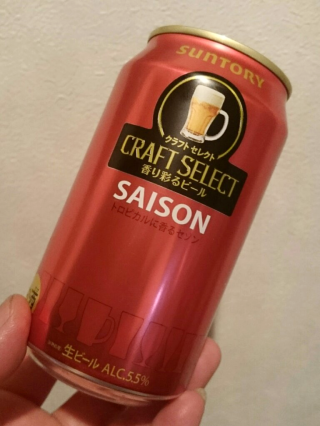 SUNTORY
クラフトセレクト
CRAFT SELECT
香り彩るビール
SAISON
トロピカルに香るセゾン
生ビール ALC.5.5%